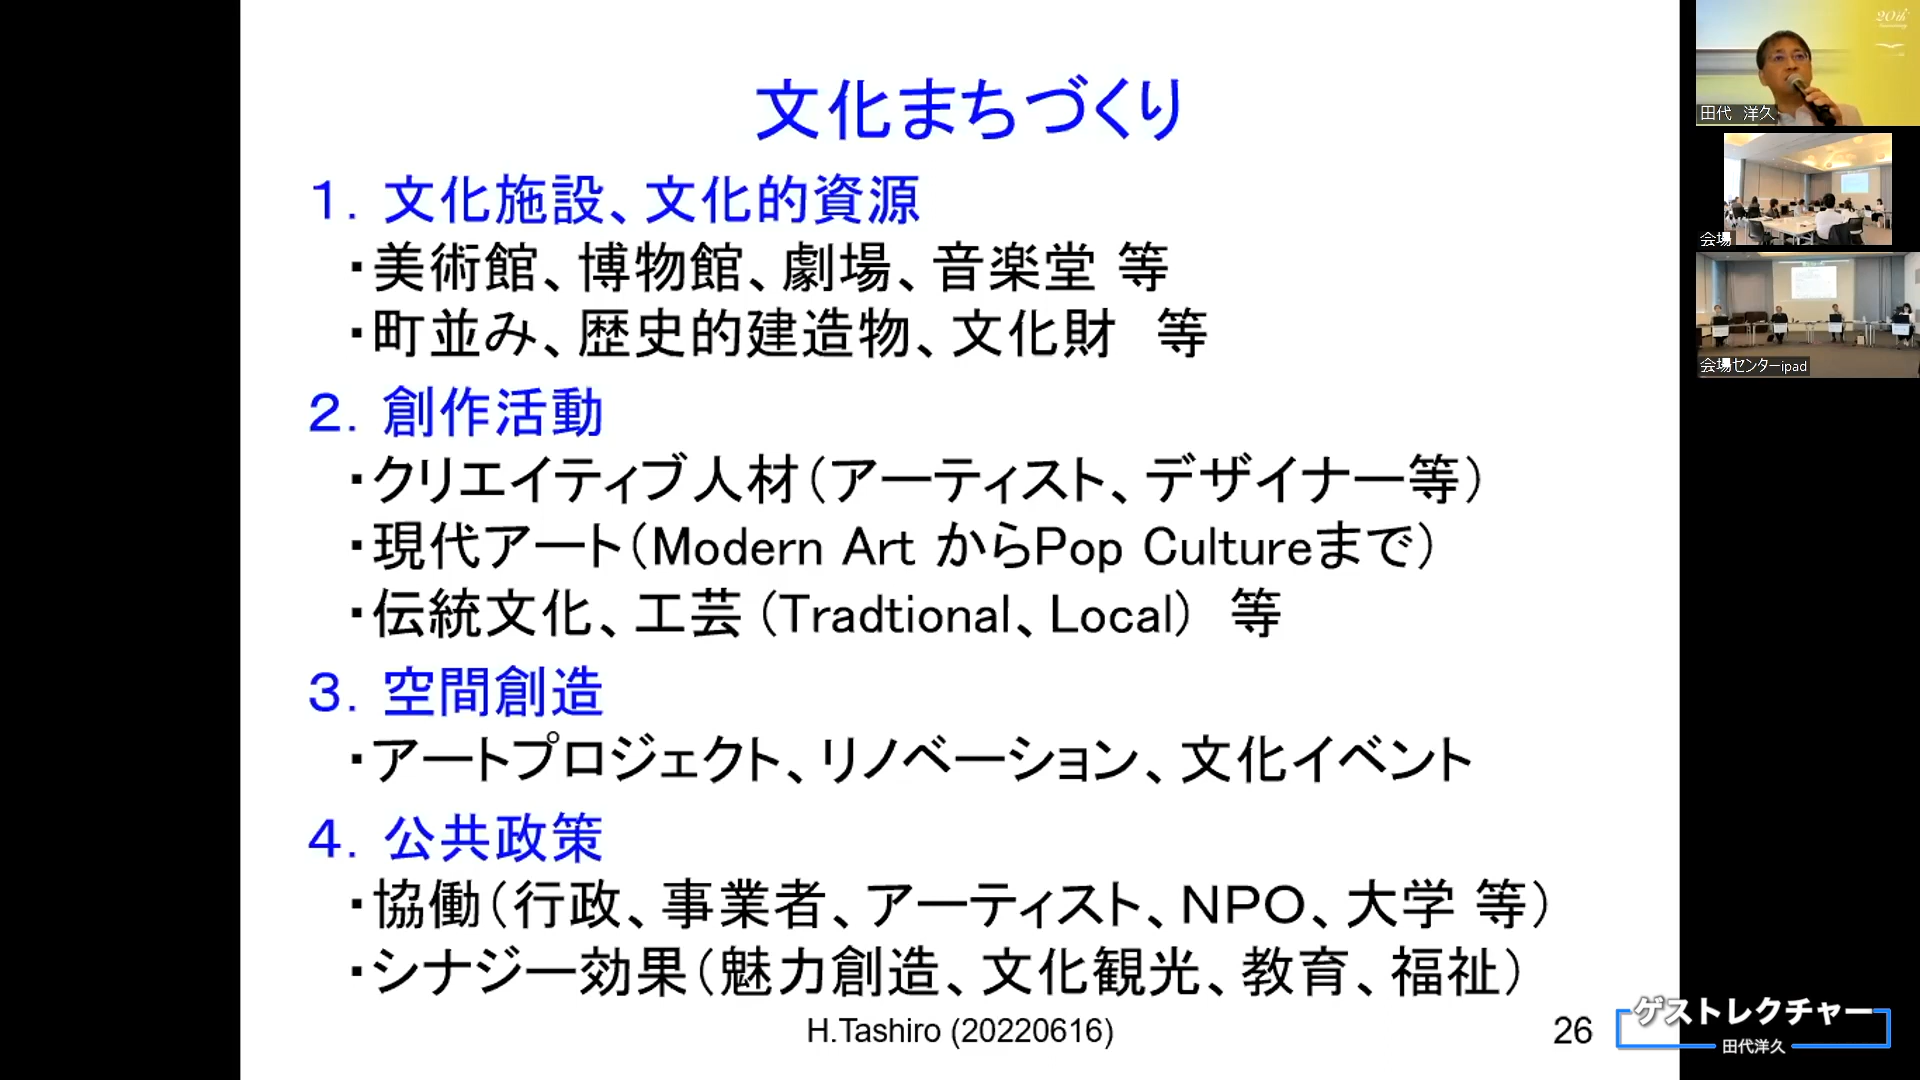 文化まちづくり
１．文化施設、文化的資源
・美術館、博物館、劇場、音楽堂 等
・町並み、歴史的建造物、文化財　等
２．創作活動
・クリエイティブ人材（アーティスト、デザイナー等）
・現代アート（Modern Art からPop Cultureまで）
・伝統文化、工芸（Tradtional、Local） 等
３．空間創造
・アートプロジェクト、リノベーション、文化イベント
４．公共政策
・協働（行政、事業者、アーティスト、ＮＰＯ、大学 等）
・シナジー効果（魅力創造、文化観光、教育、福祉）
H.Tashiro (20220616)
26
20th
田代　洋久
会場
会場センターipad
ゲストレクチャー
田代洋久